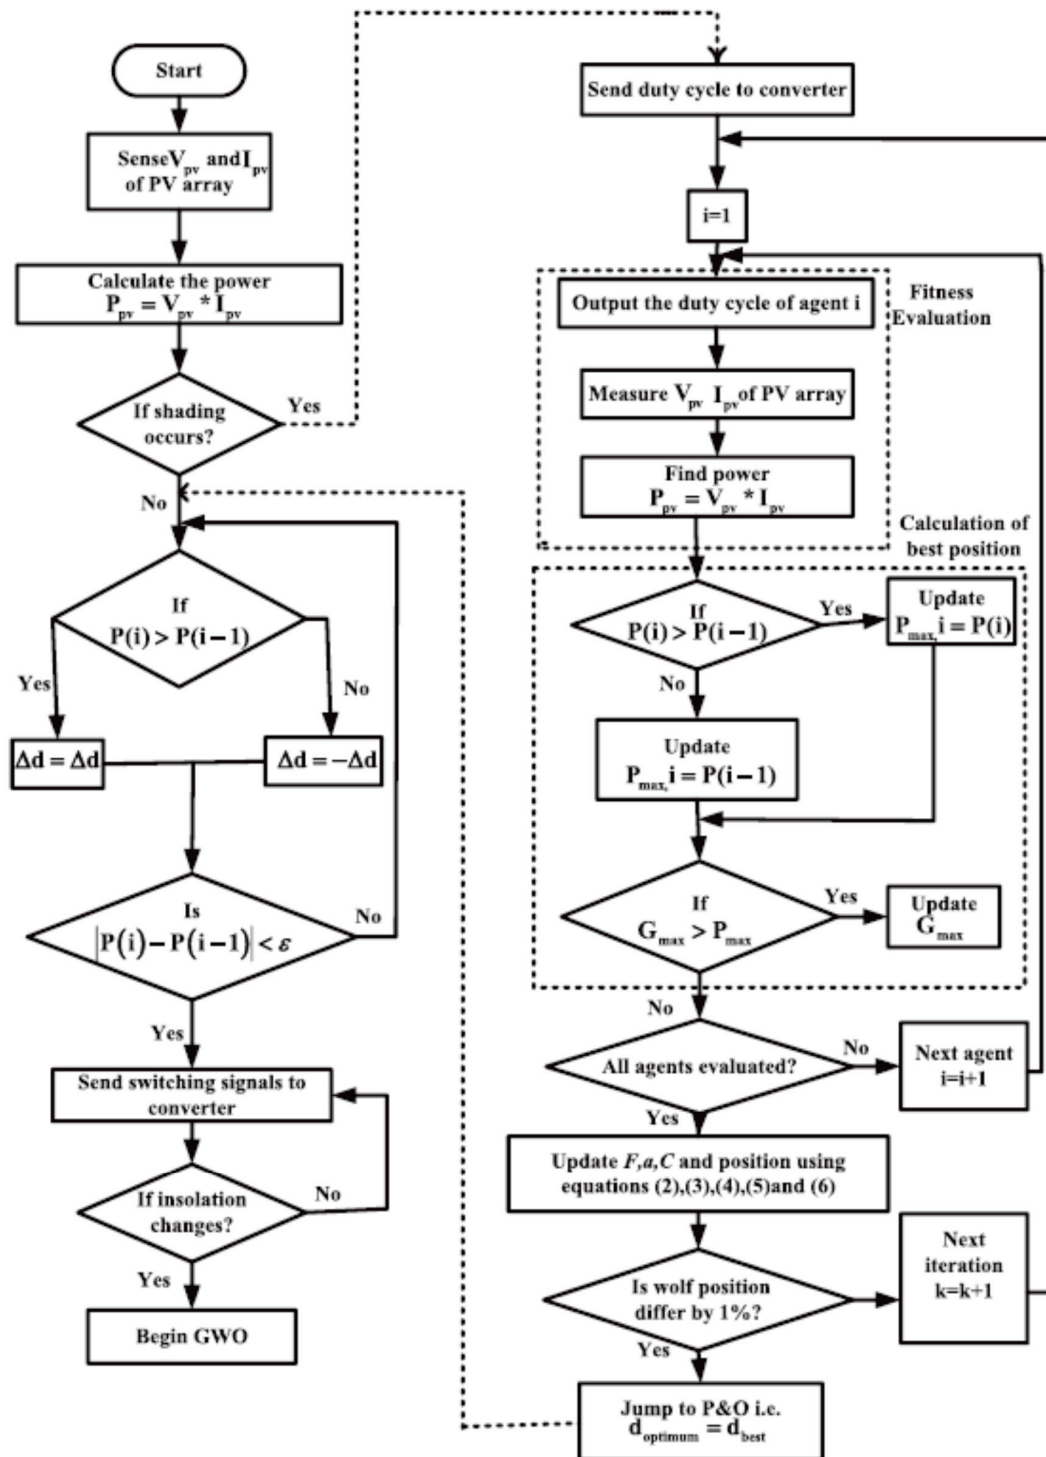 Start
Sense V_pv and I_pv
of PV array
Calculate the power
P_pv = V_pv * I_pv
If shading
occurs?
Yes
No
If
P(i) > P(i−1)
Yes
No
Δd = Δd
Δd = −Δd
Is
|P(i) − P(i−1)| < ε
No
Yes
Send switching signals to
converter
If insolation
changes?
No
Yes
Begin GWO
Send duty cycle to converter
i=1
Fitness
Evaluation
Output the duty cycle of agent i
Measure V_pv I_pv of PV array
Find power
P_pv = V_pv * I_pv
Calculation of
best position
If
P(i) > P(i−1)
Yes
Update
P_max, i = P(i)
No
Update
P_max, i = P(i−1)
If
G_max > P_max
Yes
Update
G_max
No
All agents evaluated?
No
Next agent
i=i+1
Yes
Update F,a,C and position using
equations (2),(3),(4),(5)and (6)
Is wolf position
differ by 1%?
Next
iteration
k=k+1
Yes
Jump to P&O i.e.
d_optimum = d_best